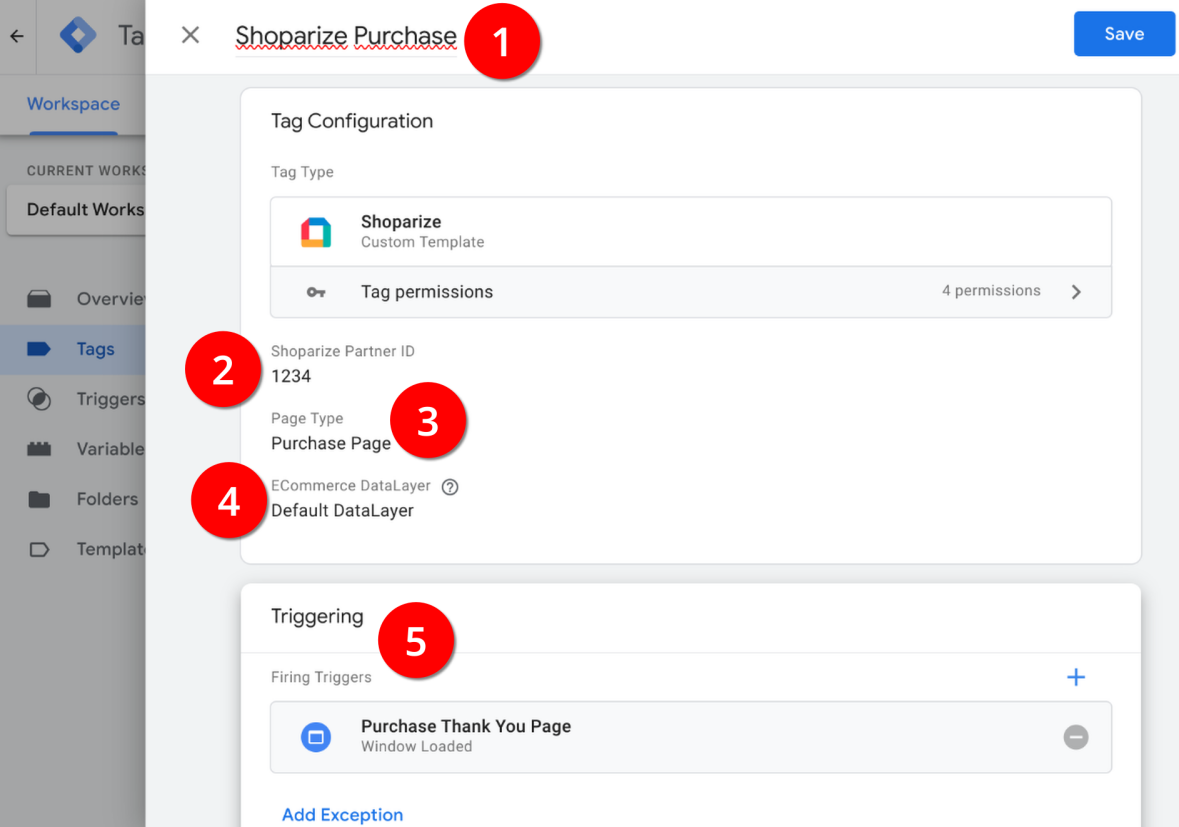 Ta
Shoparize Purchase
1
Save
Workspace
Tag Configuration
CURRENT WORKS
Tag Type
Default Works
Shoparize
Custom Template
Tag permissions
4 permissions
Overvie
Tags
Triggers
Variable
Folders
Templat
2
Shoparize Partner ID
1234
Page Type
3
Purchase Page
4
ECommerce DataLayer ?
Default DataLayer
Triggering
5
Firing Triggers
Purchase Thank You Page
Window Loaded
Add Exception